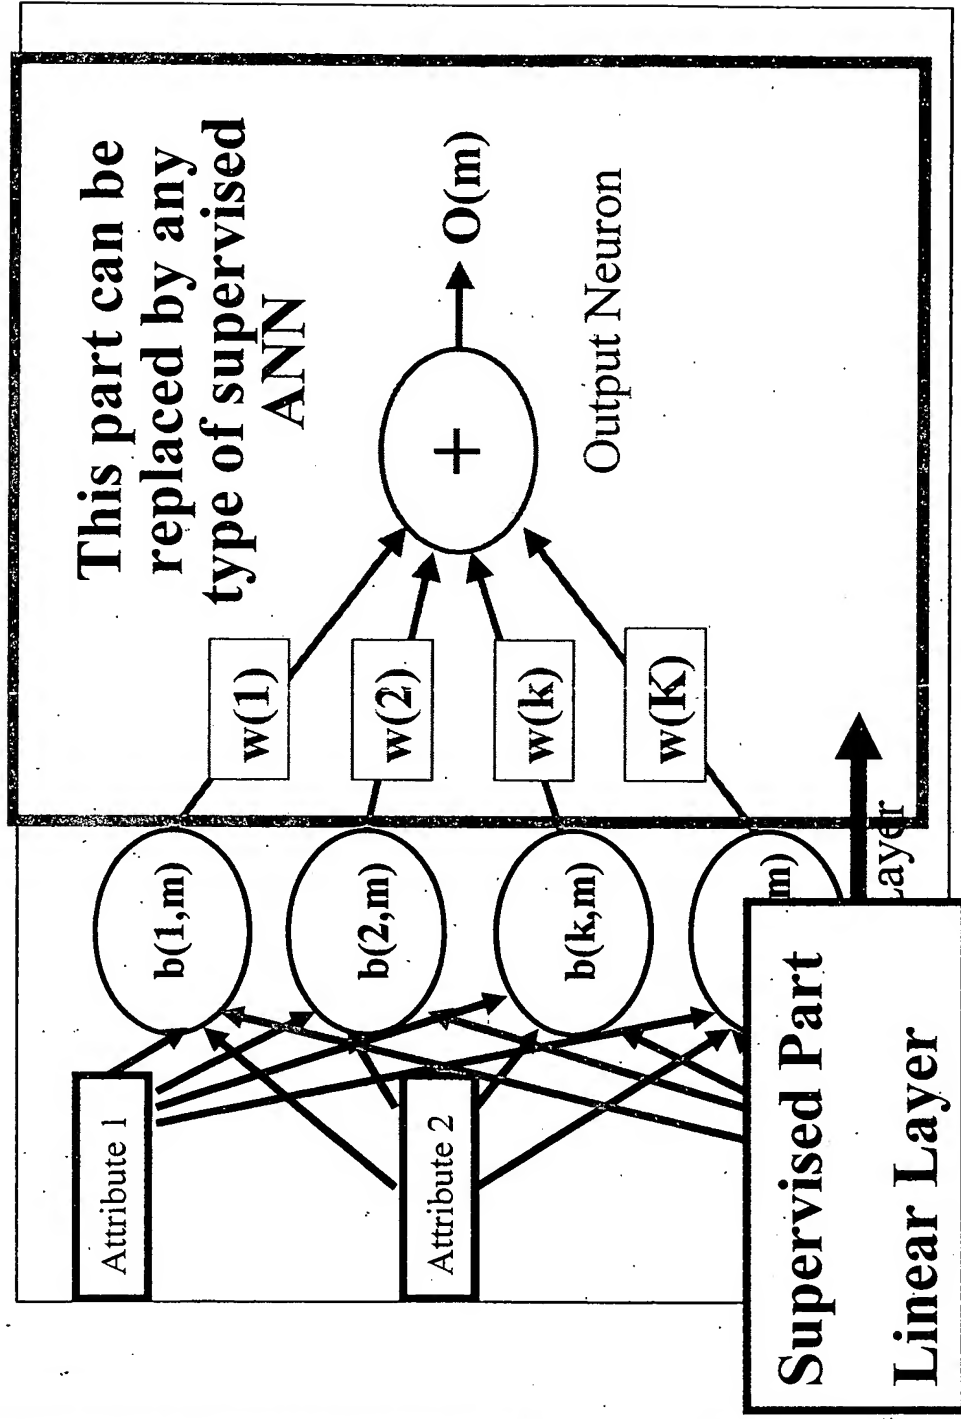 This part can be
replaced by any
type of supervised
ANN
Attribute 1
b(1,m)
w(1)
b(2,m)
w(2)
+
O(m)
Attribute 2
b(k,m)
w(k)
Output Neuron
m)
w(K)
Supervised Part
Linear Layer